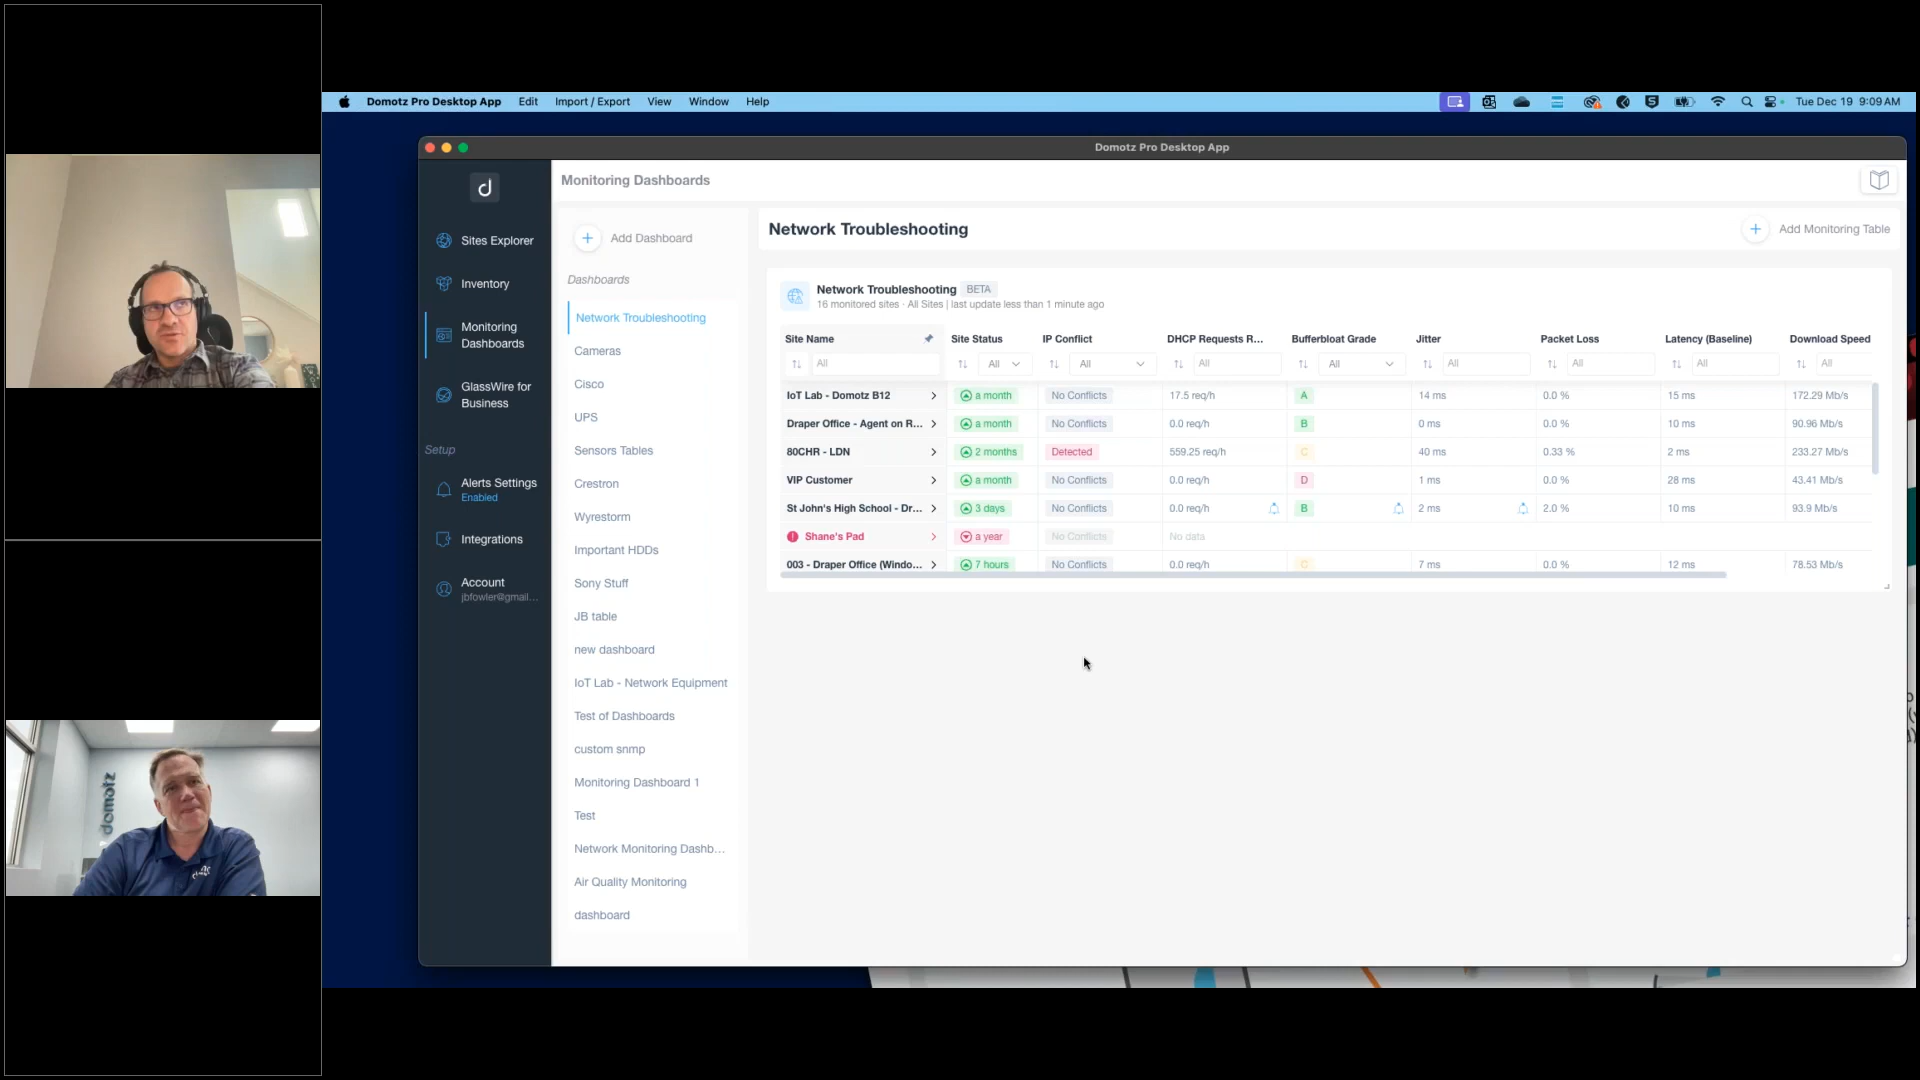 Domotz Pro Desktop App Edit Import / Export View Window Help
Tue Dec 19 9:09 AM
Domotz Pro Desktop App
Sites Explorer
Inventory
Monitoring
Dashboards
GlassWire for
Business
Setup
Alerts Settings
Enabled
Integrations
Account
jbfowler@gmail...
Monitoring Dashboards
Add Dashboard
Dashboards
Network Troubleshooting
Cameras
Cisco
UPS
Sensors Tables
Crestron
Wyrestorm
Important HDDs
Sony Stuff
JB table
new dashboard
IoT Lab - Network Equipment
Test of Dashboards
custom snmp
Monitoring Dashboard 1
Test
Network Monitoring Dashb...
Air Quality Monitoring
dashboard
Network Troubleshooting
Add Monitoring Table
Network Troubleshooting BETA
16 monitored sites · All Sites | last update less than 1 minute ago
Site Name Site Status IP Conflict DHCP Requests R... Bufferbloat Grade Jitter Packet Loss Latency (Baseline) Download Speed
All All All All All All All All All
IoT Lab - Domotz B12 a month No Conflicts 17.5 req/h A 14 ms 0.0 % 15 ms 172.29 Mb/s
Draper Office - Agent on R... a month No Conflicts 0.0 req/h B 0 ms 0.0 % 10 ms 90.96 Mb/s
80CHR - LDN 2 months Detected 559.25 req/h C 40 ms 0.33 % 2 ms 233.27 Mb/s
VIP Customer a month No Conflicts 0.0 req/h D 1 ms 0.0 % 28 ms 43.41 Mb/s
St John's High School - Dr... 3 days No Conflicts 0.0 req/h B 2 ms 2.0 % 10 ms 93.9 Mb/s
Shane's Pad a year No Conflicts No data
003 - Draper Office (Windo... 7 hours No Conflicts 0.0 req/h C 7 ms 0.0 % 12 ms 78.53 Mb/s
domotz